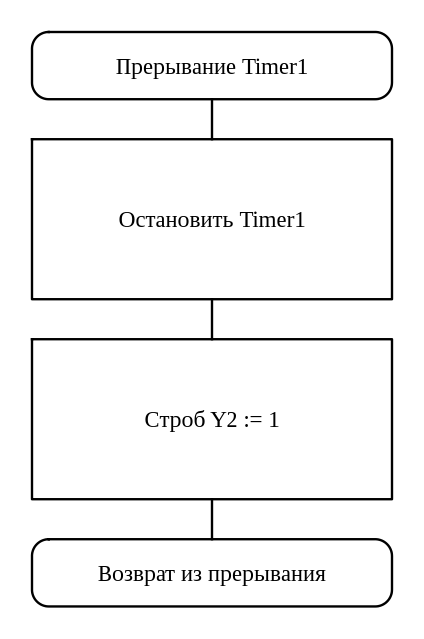 Прерывание Timer1
Остановить Timer1
Строб Y2 := 1
Возврат из прерывания